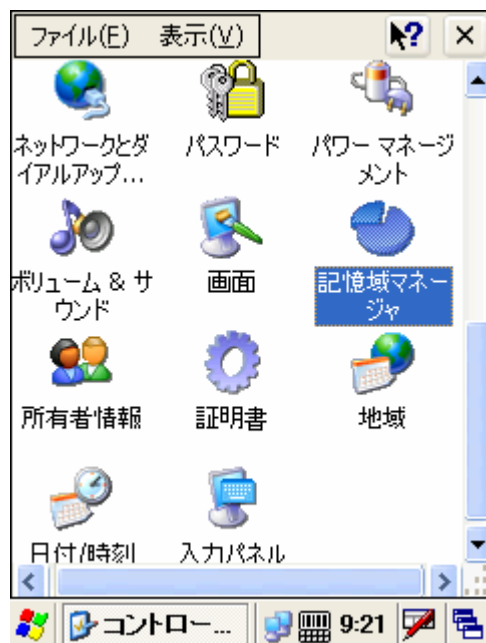 ファイル(F) 表示(V)
ネットワークとダ
イアルアップ...
パスワード
パワー マネージ
メント
ボリューム & サ
ウンド
画面
記憶域マネー
ジャ
所有者情報
証明書
地域
日付/時刻
入力パネル
コントロー... 9:21